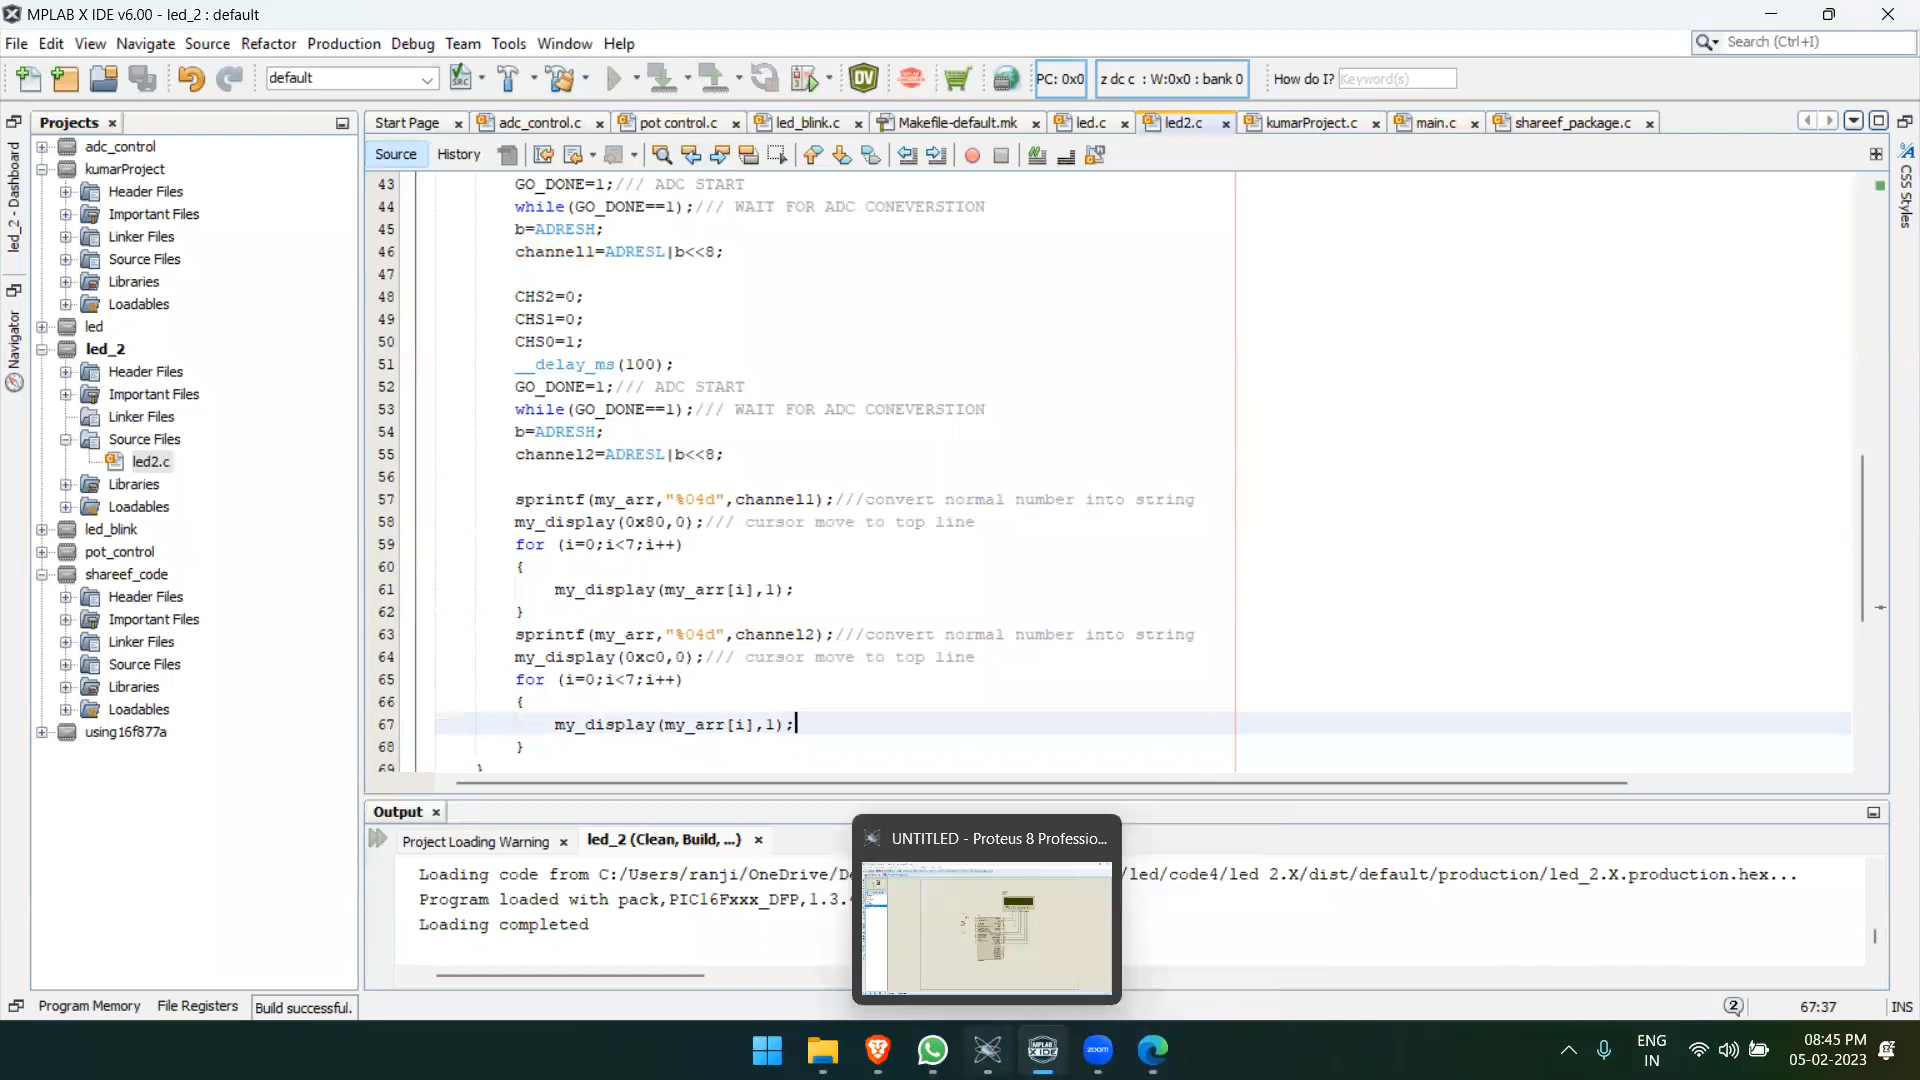 MPLAB X IDE v6.00 - led_2 : default
File Edit View Navigate Source Refactor Production Debug Team Tools Window Help
Search (Ctrl+I)
default
PC: 0x0
z dc c : W:0x0 : bank 0
How do I? Keyword(s)
Projects
Start Page adc_control.c pot control.c led_blink.c Makefile-default.mk led.c led2.c kumarProject.c main.c shareef_package.c
Source History
led_2 - Dashboard
Navigator
CSS Styles
adc_control
kumarProject
Header Files
Important Files
Linker Files
Source Files
Libraries
Loadables
led
led_2
Header Files
Important Files
Linker Files
Source Files
led2.c
Libraries
Loadables
led_blink
pot_control
shareef_code
Header Files
Important Files
Linker Files
Source Files
Libraries
Loadables
using16f877a
43 GO_DONE=1;/// ADC START
44 while(GO_DONE==1);/// WAIT FOR ADC CONEVERSTION
45 b=ADRESH;
46 channel1=ADRESL|b<<8;
47
48 CHS2=0;
49 CHS1=0;
50 CHS0=1;
51 __delay_ms(100);
52 GO_DONE=1;/// ADC START
53 while(GO_DONE==1);/// WAIT FOR ADC CONEVERSTION
54 b=ADRESH;
55 channel2=ADRESL|b<<8;
56
57 sprintf(my_arr,"%04d",channel1);///convert normal number into string
58 my_display(0x80,0);/// cursor move to top line
59 for (i=0;i<7;i++)
60 {
61 my_display(my_arr[i],1);
62 }
63 sprintf(my_arr,"%04d",channel2);///convert normal number into string
64 my_display(0xc0,0);/// cursor move to top line
65 for (i=0;i<7;i++)
66 {
67 my_display(my_arr[i],1);
68 }
69 }
Output
Project Loading Warning led_2 (Clean, Build, ...)
Loading code from C:/Users/ranji/OneDrive/De /led/code4/led 2.X/dist/default/production/led_2.X.production.hex...
Program loaded with pack,PIC16Fxxx_DFP,1.3.
Loading completed
UNTITLED - Proteus 8 Professio...
Program Memory File Registers Build successful.
2
67:37
INS
MPLAB X IDE
zoom
ENG
IN
08:45 PM
05-02-2023